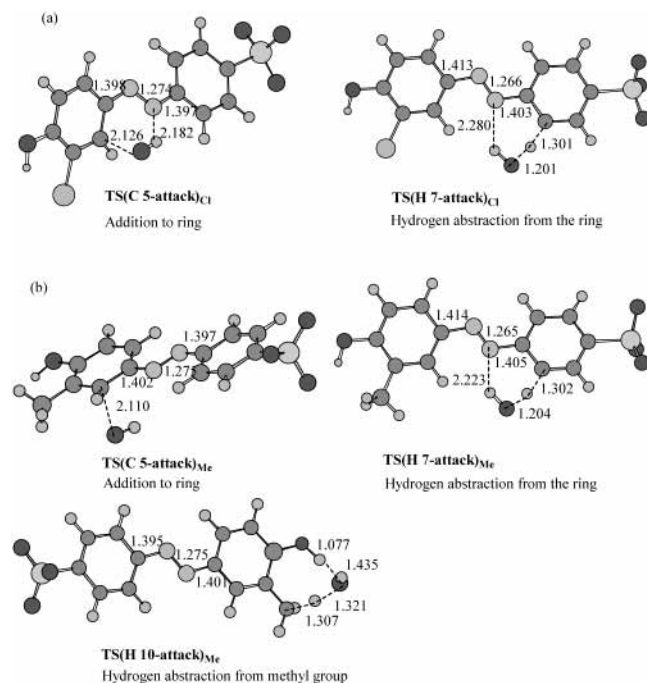 (a)
1.398
1.274
1.397
2.126
2.182
TS(C 5-attack)Cl
Addition to ring
1.413
1.266
1.403
2.280
1.301
1.201
TS(H 7-attack)Cl
Hydrogen abstraction from the ring
(b)
1.397
1.402
1.275
2.110
TS(C 5-attack)Me
Addition to ring
1.414
1.265
1.405
2.223
1.302
1.204
TS(H 7-attack)Me
Hydrogen abstraction from the ring
1.395
1.275
1.401
1.077
1.435
1.321
1.307
TS(H 10-attack)Me
Hydrogen abstraction from methyl group